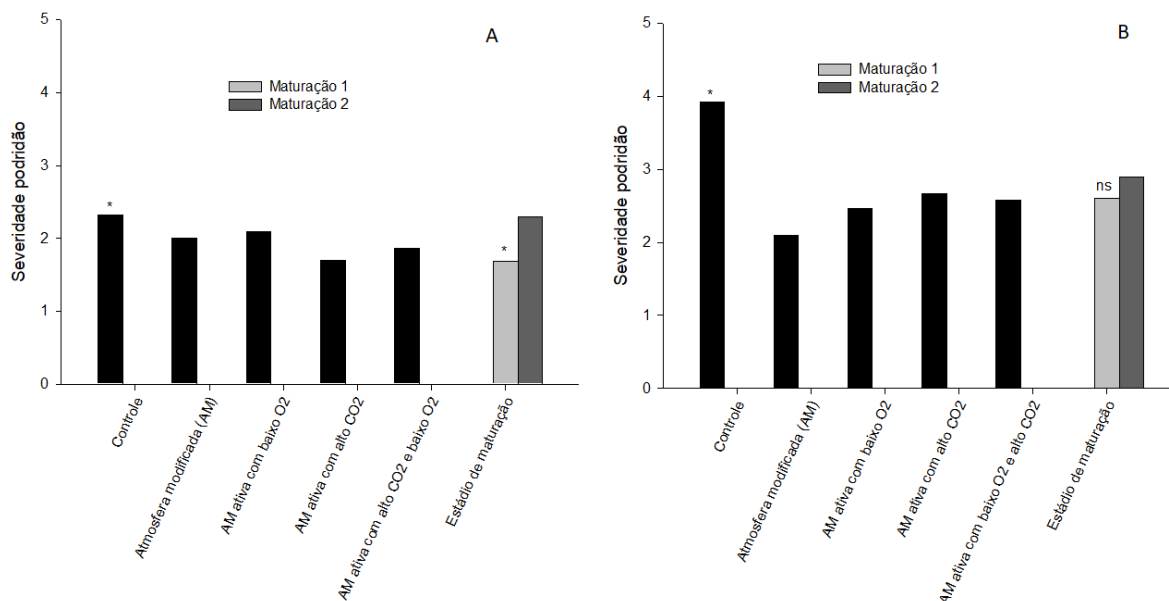 A
5
4
3
2
1
0
Severidade podridão
Maturação 1
Maturação 2
*
*
Controle
Atmosfera modificada (AM)
AM ativa com baixo O2
AM ativa com alto CO2
AM ativa com alto CO2 e baixo O2
Estádio de maturação
B
5
4
3
2
1
0
Severidade podridão
Maturação 1
Maturação 2
*
ns
Controle
Atmosfera modificada (AM)
AM ativa com baixo O2
AM ativa com alto CO2
AM ativa com baixo O2 e alto CO2
Estádio de maturação